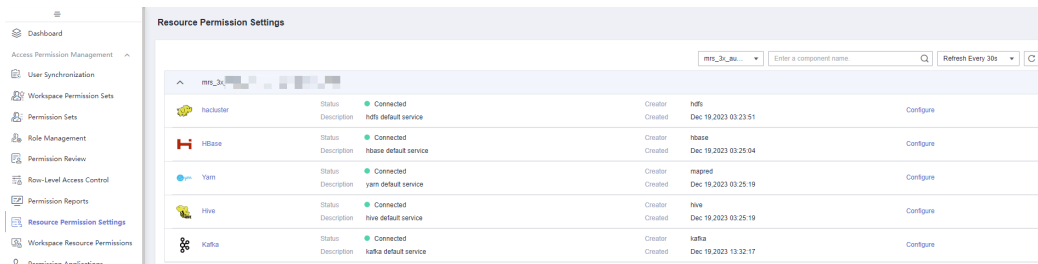 Dashboard
Access Permission Management
User Synchronization
Workspace Permission Sets
Permission Sets
Role Management
Permission Review
Row-Level Access Control
Permission Reports
Resource Permission Settings
Workspace Resource Permissions
Permission Applications
Resource Permission Settings
mrs_3x_au... Enter a component name. Refresh Every 30s
mrs_3x
hacluster Status Connected Creator hdfs Configure
Description hdfs default service Created Dec 19,2023 03:23:51
HBase Status Connected Creator hbase Configure
Description hbase default service Created Dec 19,2023 03:25:04
Yarn Status Connected Creator mapred Configure
Description yarn default service Created Dec 19,2023 03:25:19
Hive Status Connected Creator hive Configure
Description hive default service Created Dec 19,2023 03:25:19
Kafka Status Connected Creator kafka Configure
Description kafka default service Created Dec 19,2023 13:32:17